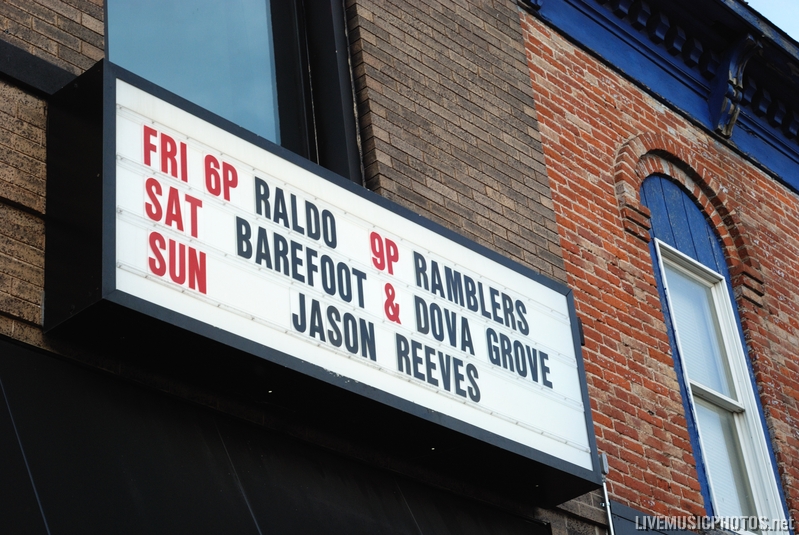 FRI 6P RALDO 9P RAMBLERS
SAT BAREFOOT & DOVA GROVE
SUN JASON REEVES
LIVEMUSICPHOTOS.net